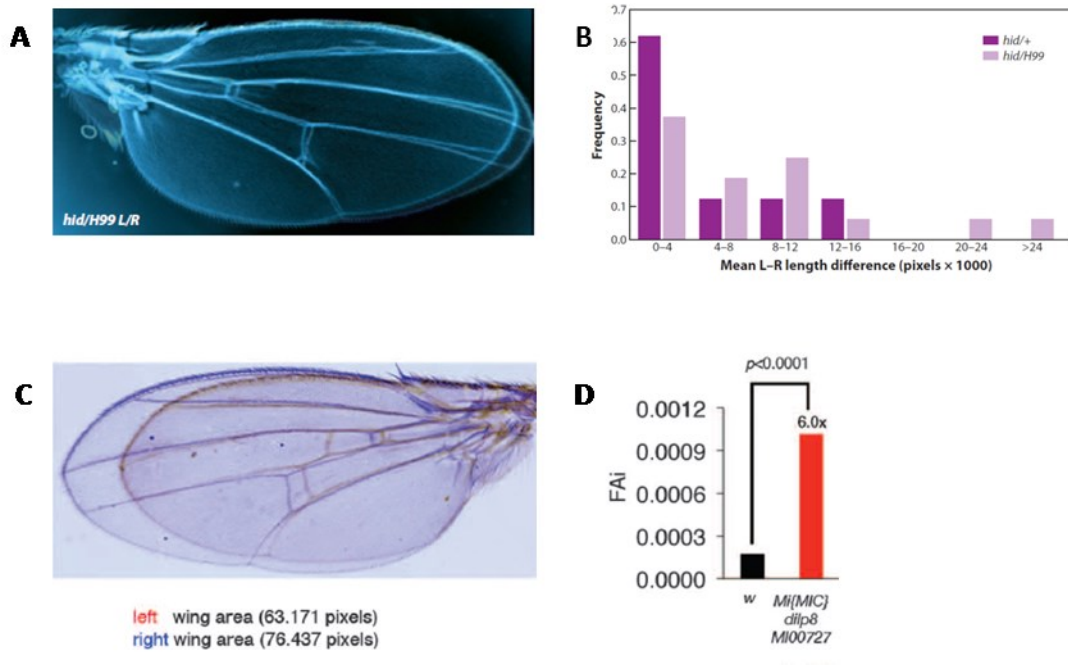 A
hid/H99 L/R
B
0.7
0.6
0.5
0.4
0.3
0.2
0.1
0.0
Frequency
hid/+
hid/H99
0–4 4–8 8–12 12–16 16–20 20–24 >24
Mean L–R length difference (pixels × 1000)
C
left wing area (63.171 pixels)
right wing area (76.437 pixels)
D
p<0.0001
6.0x
0.0012
0.0009
0.0006
0.0003
0.0000
FAi
w
Mi{MIC}
dilp8
MI00727